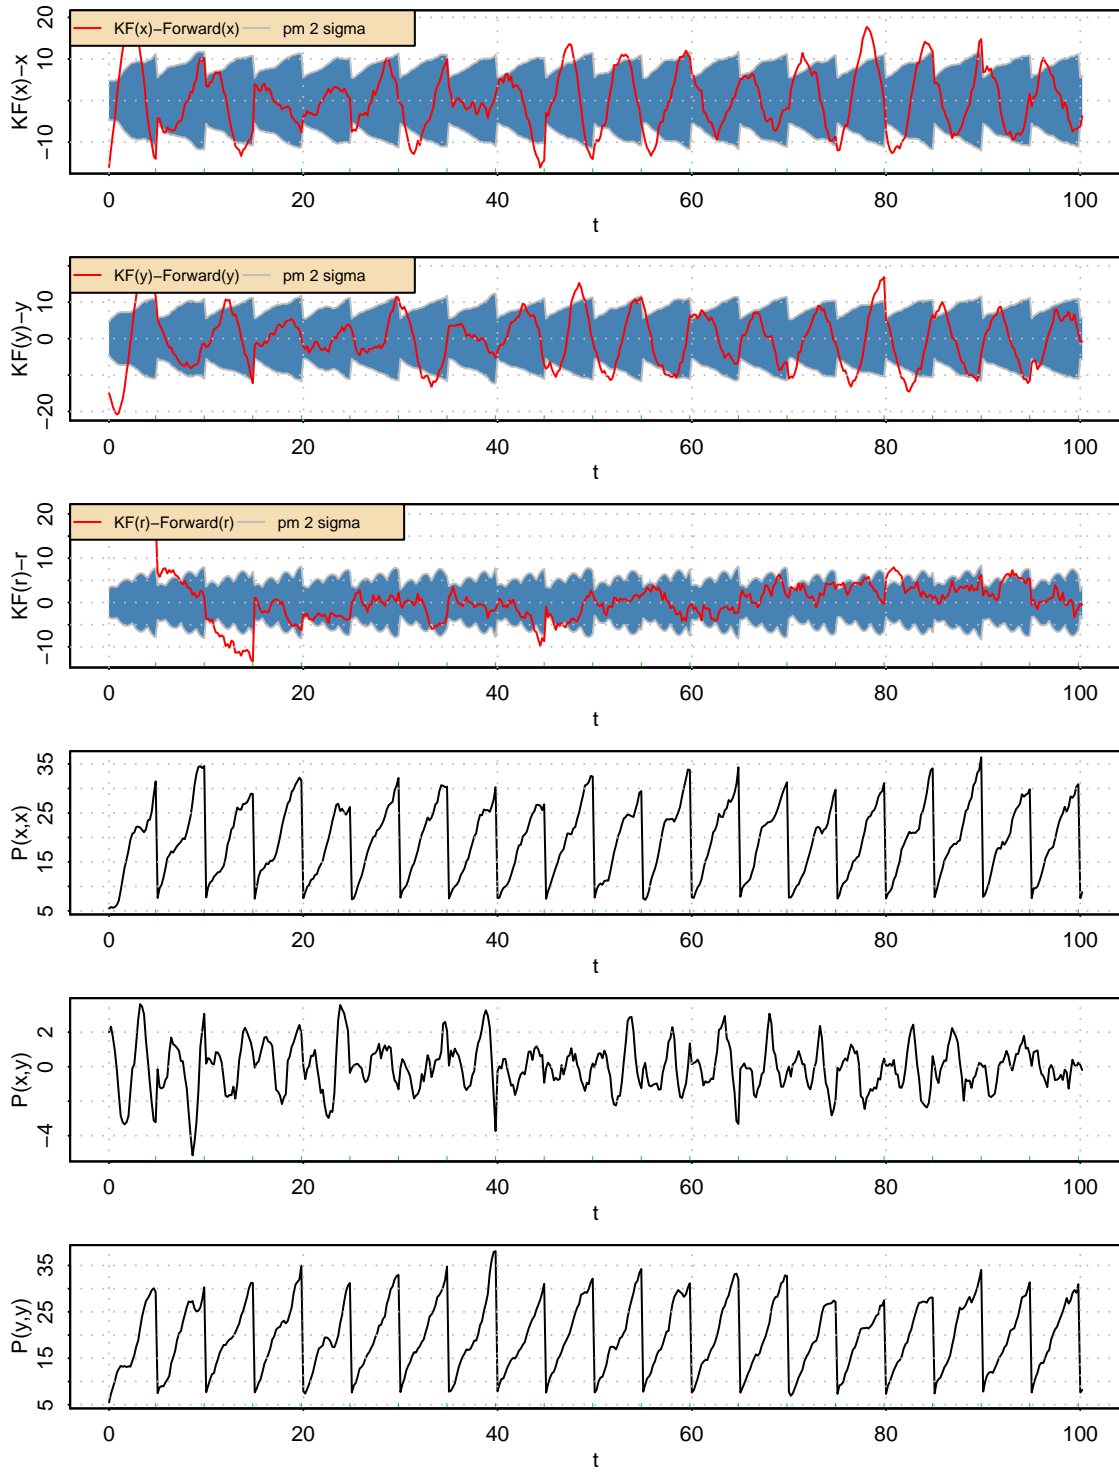 KF(x)−Forward(x) pm 2 sigma
KF(x)−x
20
10
−10
0 20 40 60 80 100
t
KF(y)−Forward(y) pm 2 sigma
KF(yy)−y
10
0
−20
0 20 40 60 80 100
t
KF(r)−Forward(r) pm 2 sigma
KF(r)−r
20
10
0
−10
0 20 40 60 80 100
t
P(x,x)
35
25
15
5
0 20 40 60 80 100
t
P(x,y)
2
0
−4
0 20 40 60 80 100
t
P(y,y)
35
25
15
5
0 20 40 60 80 100
t